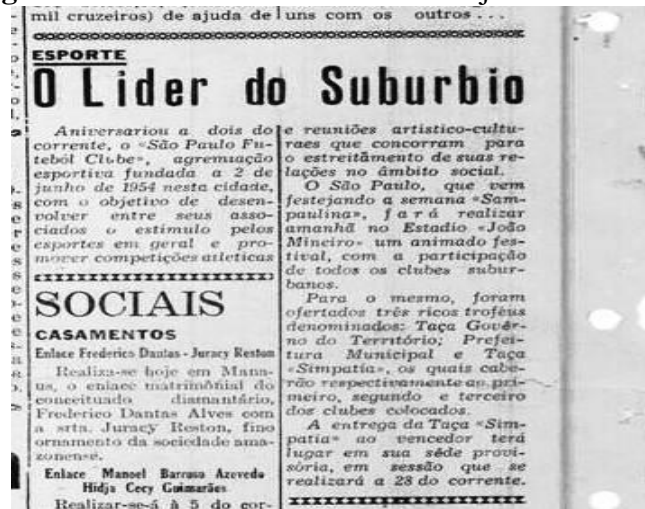 mil cruzeiros) de ajuda de
uns com os outros...
ESPORTE
O Lider do Suburbio
Aniversariou a dois do
corrente, o «São Paulo Fu-
teból Clube», agremiação
esportiva fundada a 2 de
junho de 1954 nesta cidade,
com o objetivo de desen-
volver entre seus asso-
ciados o estimulo pelos
esportes em geral e pro-
mover competições atleticas
e reuniões artistico-cultu-
raes que concorram para
o estreitâmento de suas re-
lações no âmbito social.
O São Paulo, que vem
festejando a semana «Sam-
paulina», fará realizar
amanhã no Estadio «João
Mineiro» um animado fes-
tival, com a participação
de todos os clubes subur-
banos.
Para o mesmo, foram
ofertados três ricos troféus
denominados: Taça Govêr-
no do Território; Prefei-
tura Municipal e Taça
«Simpatia», os quais cabe-
rão respectivamente ao pri-
meiro, segundo e terceiro
dos clubes colocados.
A entrega da Taça «Sim-
patia» ao vencedor terá
lugar em sua séde provi-
sória, em sessão que se
realizará a 28 do corrente.
SOCIAIS
CASAMENTOS
Enlace Frederico Dantas - Juracy Reston
Realiza-se hoje em Mana-
us, o enlace matrimônial do
conceituado diamantário,
Frederico Dantas Alves com
a srta. Juracy Reston, fino
ornamento da sociedade ama-
zonense.
Enlace Manoel Barroso Azevedo
Hidja Cecy Guimarães
Realizar-se-á à 5 do cor-